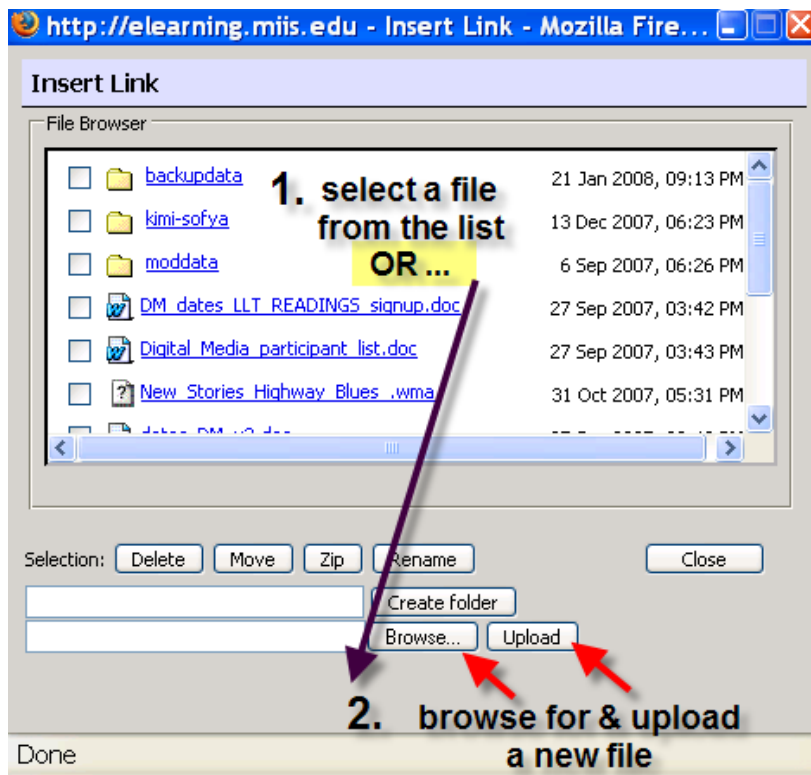 http://elearning.miis.edu - Insert Link - Mozilla Fire...
Insert Link
File Browser
backupdata 21 Jan 2008, 09:13 PM
kimi-sofya 13 Dec 2007, 06:23 PM
moddata 6 Sep 2007, 06:26 PM
DM_dates_LLT_READINGS_signup.doc 27 Sep 2007, 03:42 PM
Digital_Media_participant_list.doc 27 Sep 2007, 03:43 PM
New_Stories_Highway_Blues_.wma 31 Oct 2007, 05:31 PM
1. select a file
from the list
OR ...
Selection: Delete Move Zip Rename Close
Create folder
Browse... Upload
2. browse for & upload
a new file
Done